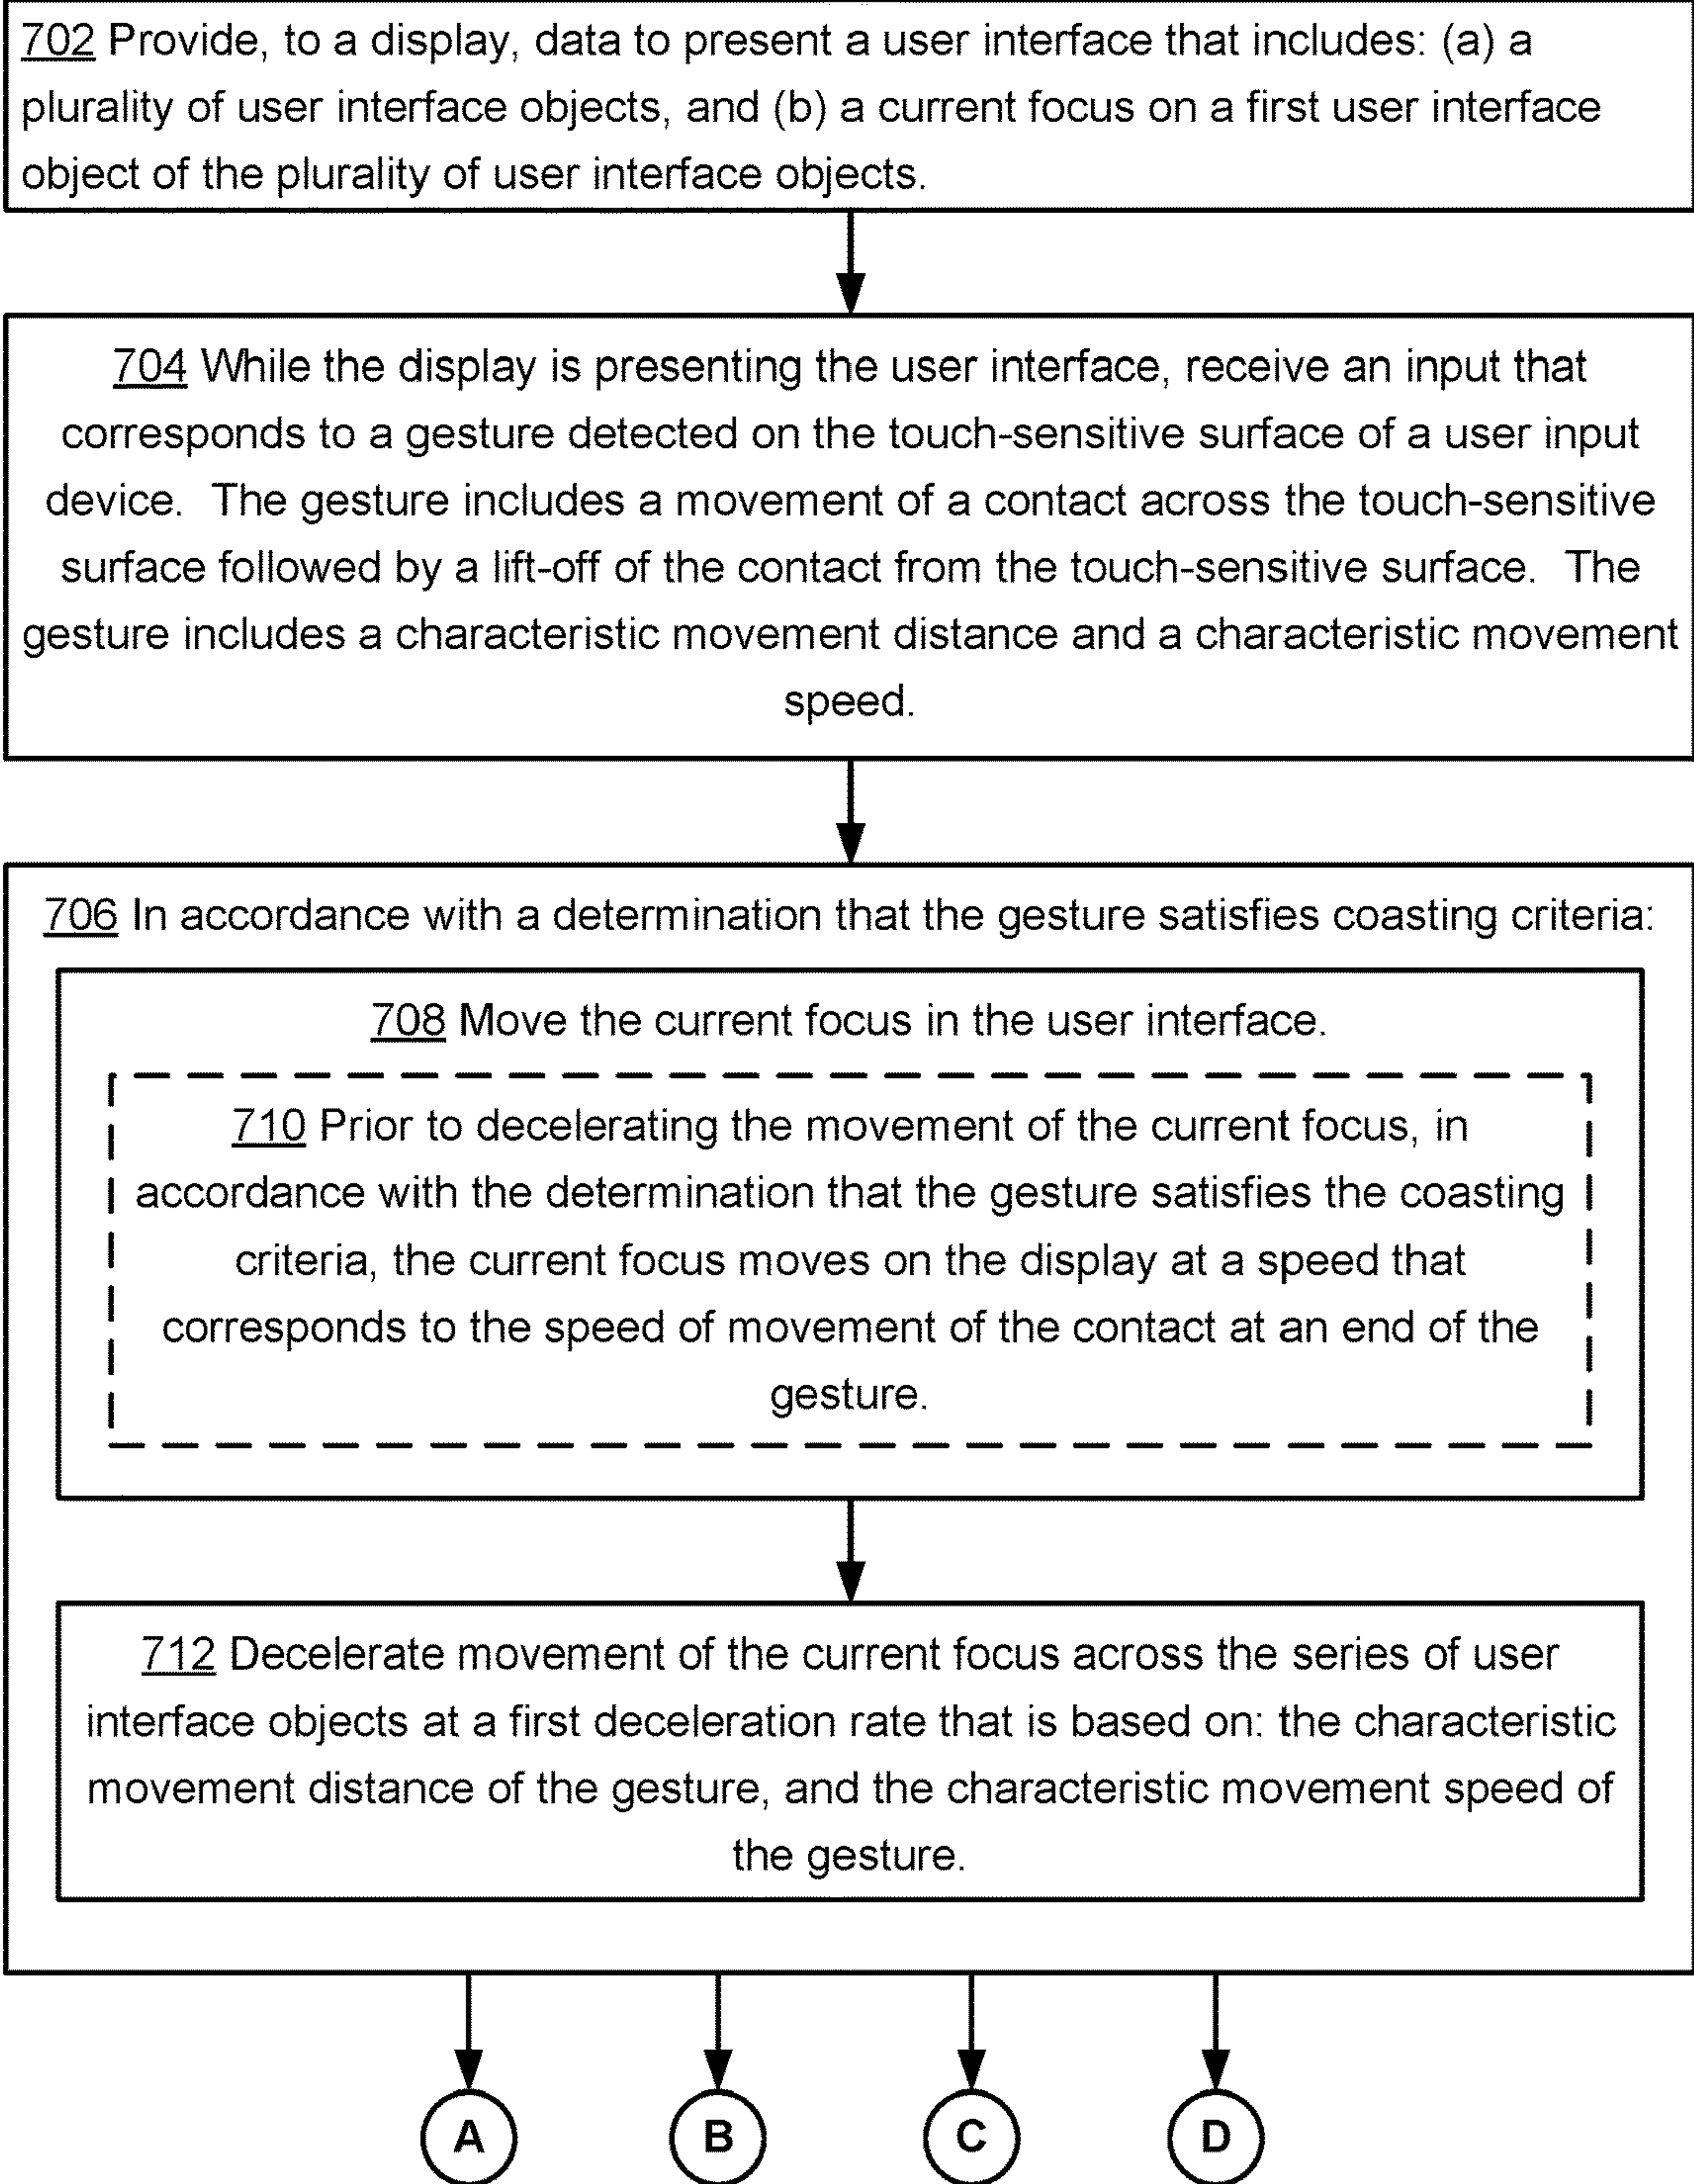 702 Provide, to a display, data to present a user interface that includes: (a) a
plurality of user interface objects, and (b) a current focus on a first user interface
object of the plurality of user interface objects.
704 While the display is presenting the user interface, receive an input that
corresponds to a gesture detected on the touch-sensitive surface of a user input
device.  The gesture includes a movement of a contact across the touch-sensitive
surface followed by a lift-off of the contact from the touch-sensitive surface.  The
gesture includes a characteristic movement distance and a characteristic movement
speed.
706 In accordance with a determination that the gesture satisfies coasting criteria:
708 Move the current focus in the user interface.
710 Prior to decelerating the movement of the current focus, in
accordance with the determination that the gesture satisfies the coasting
criteria, the current focus moves on the display at a speed that
corresponds to the speed of movement of the contact at an end of the
gesture.
712 Decelerate movement of the current focus across the series of user
interface objects at a first deceleration rate that is based on: the characteristic
movement distance of the gesture, and the characteristic movement speed of
the gesture.
A B C D